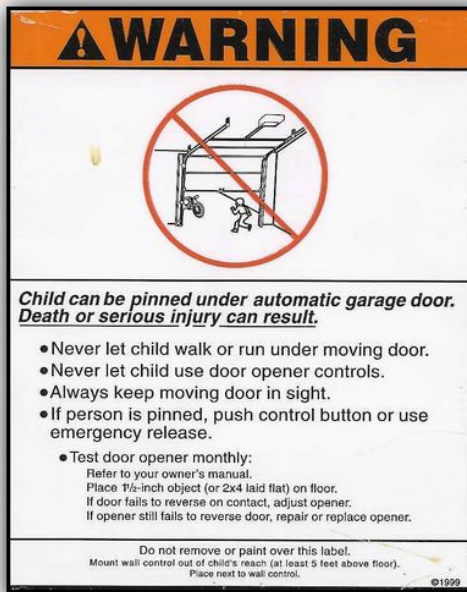 WARNING
Child can be pinned under automatic garage door.
Death or serious injury can result.
•Never let child walk or run under moving door.
•Never let child use door opener controls.
•Always keep moving door in sight.
•If person is pinned, push control button or use
emergency release.
•Test door opener monthly:
Refer to your owner's manual.
Place 1½-inch object (or 2x4 laid flat) on floor.
If door fails to reverse on contact, adjust opener.
If opener still fails to reverse door, repair or replace opener.
Do not remove or paint over this label.
Mount wall control out of child's reach (at least 5 feet above floor).
Place next to wall control.
©1999